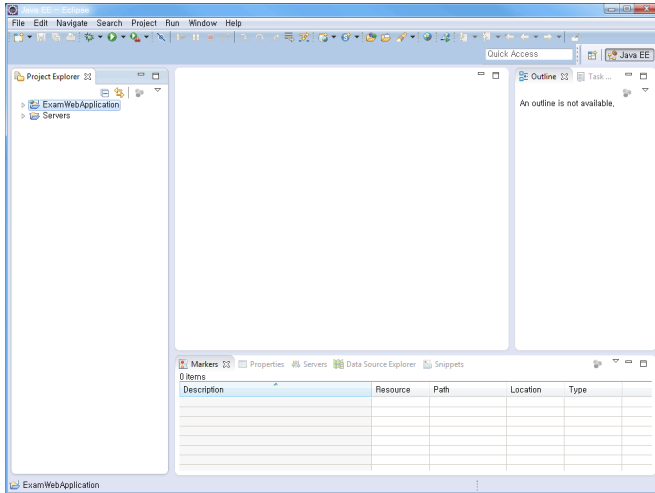 Java EE - Eclipse
File Edit Navigate Search Project Run Window Help
Quick Access
Java EE
Project Explorer
ExamWebApplication
Servers
Outline
Task ...
An outline is not available.
Markers Properties Servers Data Source Explorer Snippets
0 items
Description Resource Path Location Type
ExamWebApplication